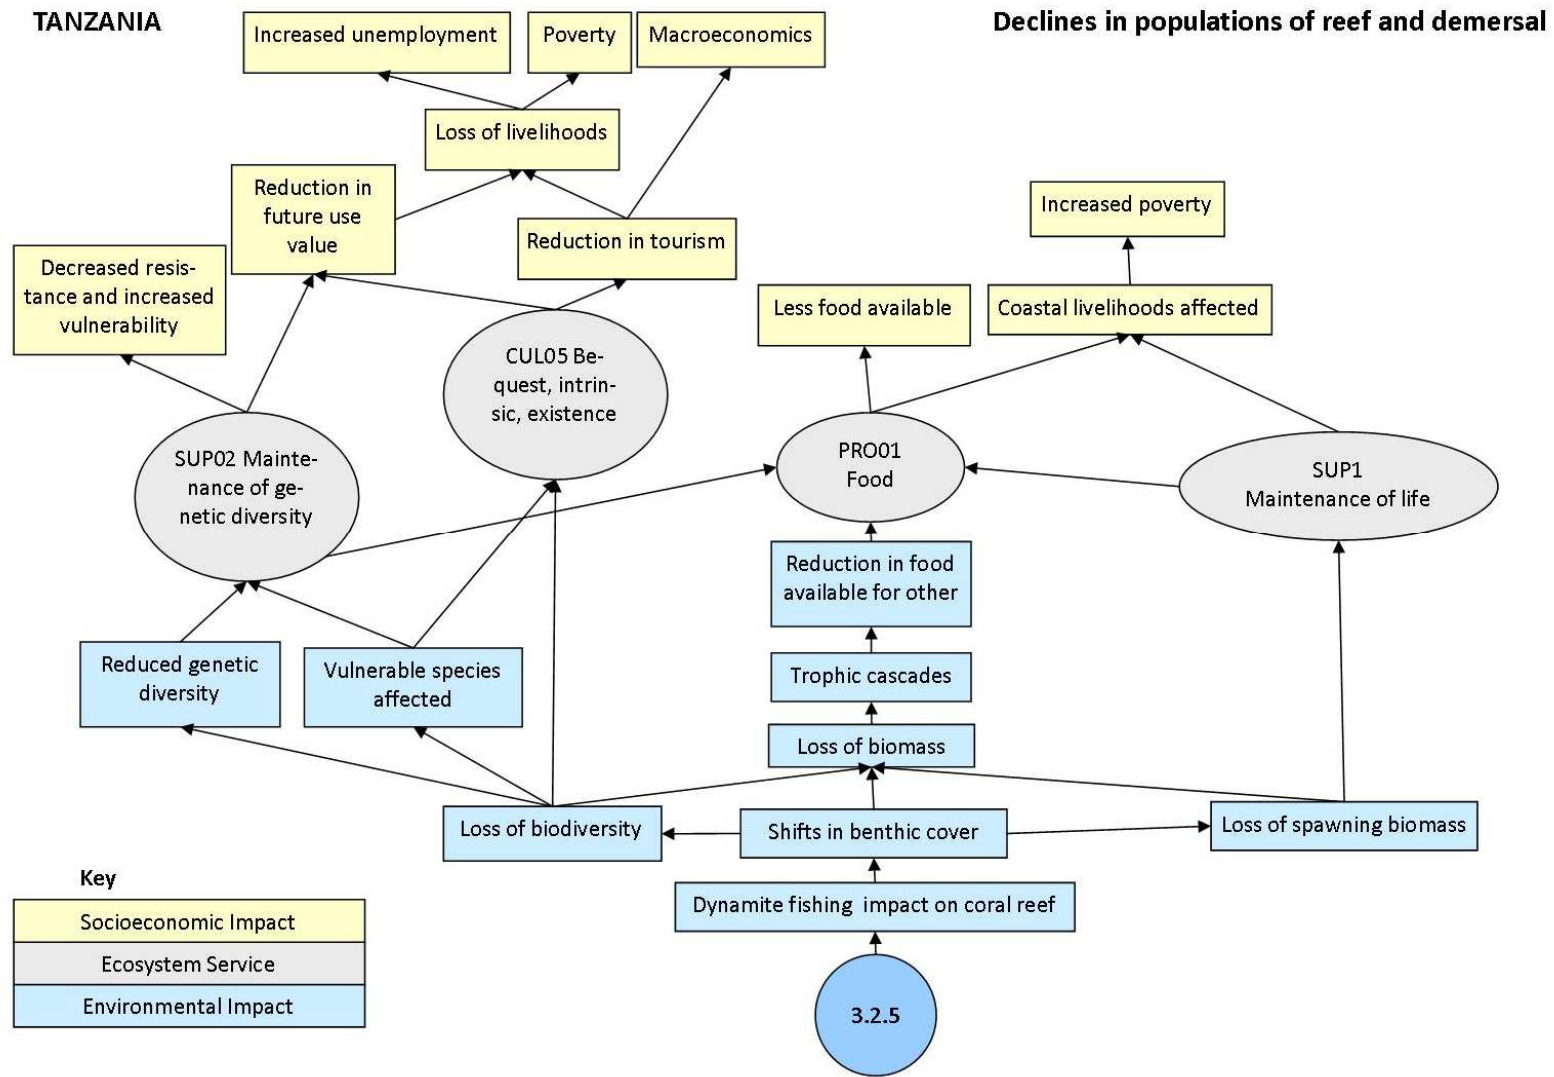 TANZANIA
Declines in populations of reef and demersal
Increased unemployment
Poverty
Macroeconomics
Loss of livelihoods
Reduction in
future use
value
Reduction in tourism
Increased poverty
Decreased resis-
tance and increased
vulnerability
Less food available
Coastal livelihoods affected
CUL05 Be-
quest, intrin-
sic, existence
SUP02 Mainte-
nance of ge-
netic diversity
PRO01
Food
SUP1
Maintenance of life
Reduction in food
available for other
Reduced genetic
diversity
Vulnerable species
affected
Trophic cascades
Loss of biomass
Loss of biodiversity
Shifts in benthic cover
Loss of spawning biomass
Dynamite fishing impact on coral reef
3.2.5
Key
Socioeconomic Impact
Ecosystem Service
Environmental Impact